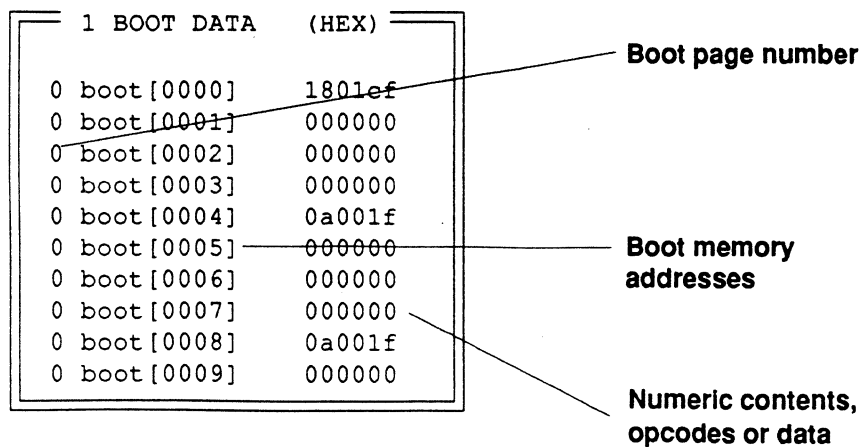 1 BOOT DATA (HEX)
0 boot[0000] 1801ef
0 boot[0001] 000000
0 boot[0002] 000000
0 boot[0003] 000000
0 boot[0004] 0a001f
0 boot[0005] 000000
0 boot[0006] 000000
0 boot[0007] 000000
0 boot[0008] 0a001f
0 boot[0009] 000000
Boot page number
Boot memory
addresses
Numeric contents,
opcodes or data